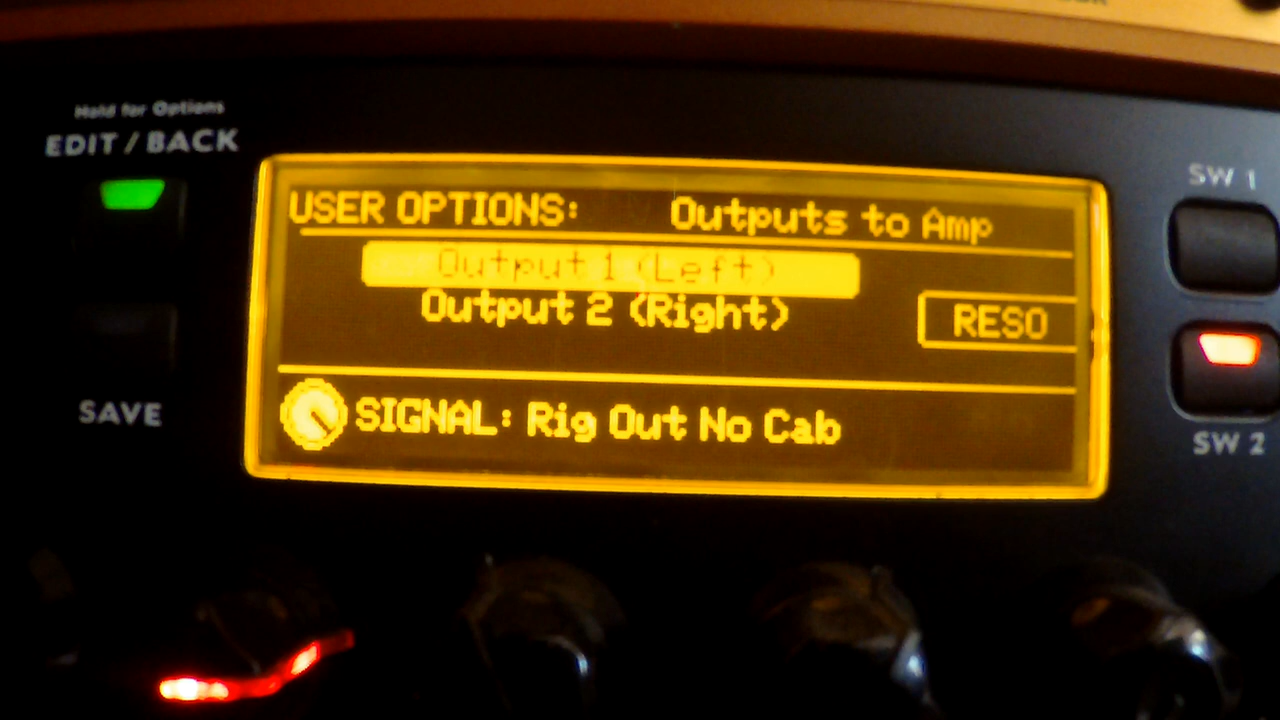 Hold for Options
EDIT / BACK
SW 1
USER OPTIONS: Outputs to Amp
Output 1 (Left)
Output 2 (Right)
RESO
SIGNAL: Rig Out No Cab
SAVE
SW 2